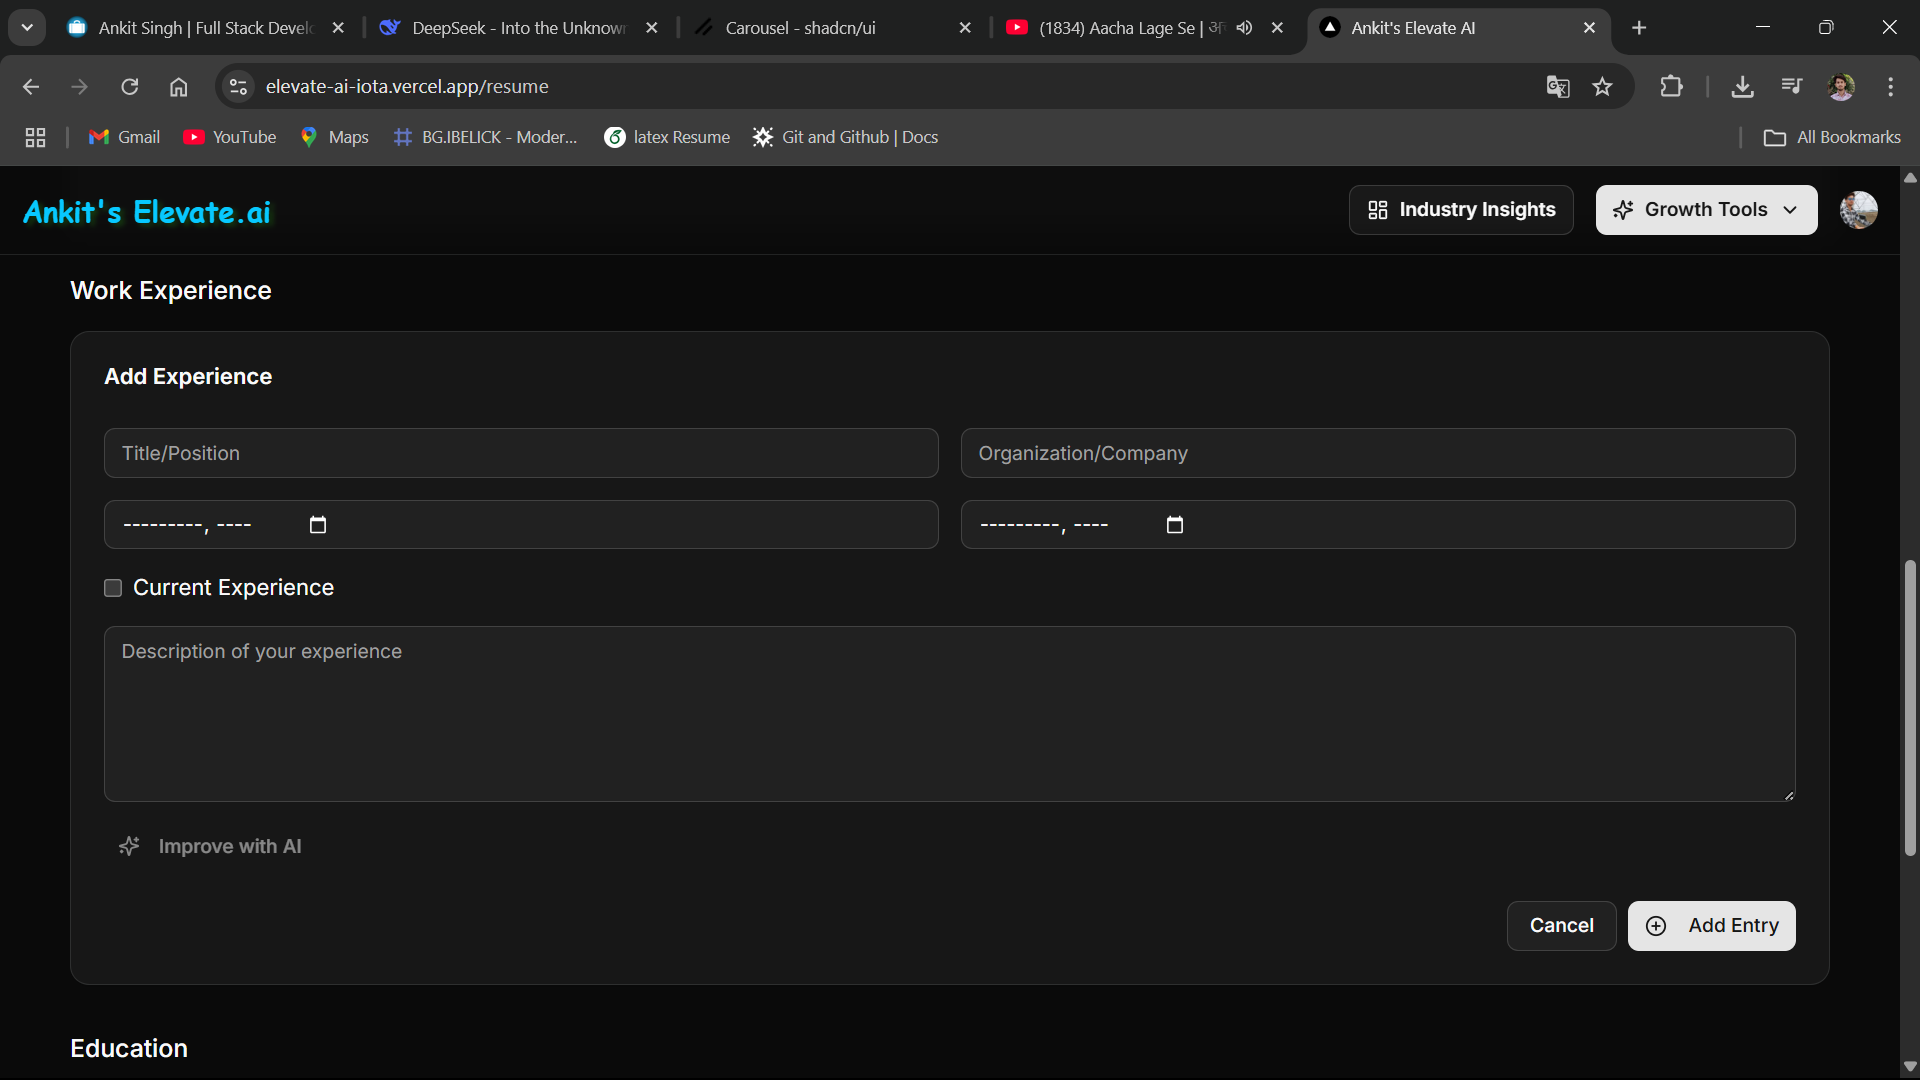 Ankit Singh | Full Stack Develo
DeepSeek - Into the Unknown
Carousel - shadcn/ui
(1834) Aacha Lage Se |
Ankit's Elevate AI
elevate-ai-iota.vercel.app/resume
Gmail
YouTube
Maps
BG.IBELICK - Moder...
latex Resume
Git and Github | Docs
All Bookmarks
Ankit's Elevate.ai
Industry Insights
Growth Tools
Work Experience
Add Experience
Title/Position
Organization/Company
---------, ----
---------, ----
Current Experience
Description of your experience
Improve with AI
Cancel
Add Entry
Education